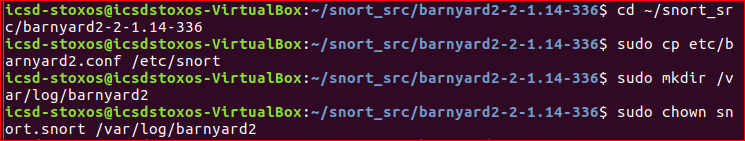 icsd-stoxos@icsdstoxos-VirtualBox:~/snort_src/barnyard2-2-1.14-336$ cd ~/snort_sr
c/barnyard2-2-1.14-336
icsd-stoxos@icsdstoxos-VirtualBox:~/snort_src/barnyard2-2-1.14-336$ sudo cp etc/b
arnyard2.conf /etc/snort
icsd-stoxos@icsdstoxos-VirtualBox:~/snort_src/barnyard2-2-1.14-336$ sudo mkdir /v
ar/log/barnyard2
icsd-stoxos@icsdstoxos-VirtualBox:~/snort_src/barnyard2-2-1.14-336$ sudo chown sn
ort.snort /var/log/barnyard2